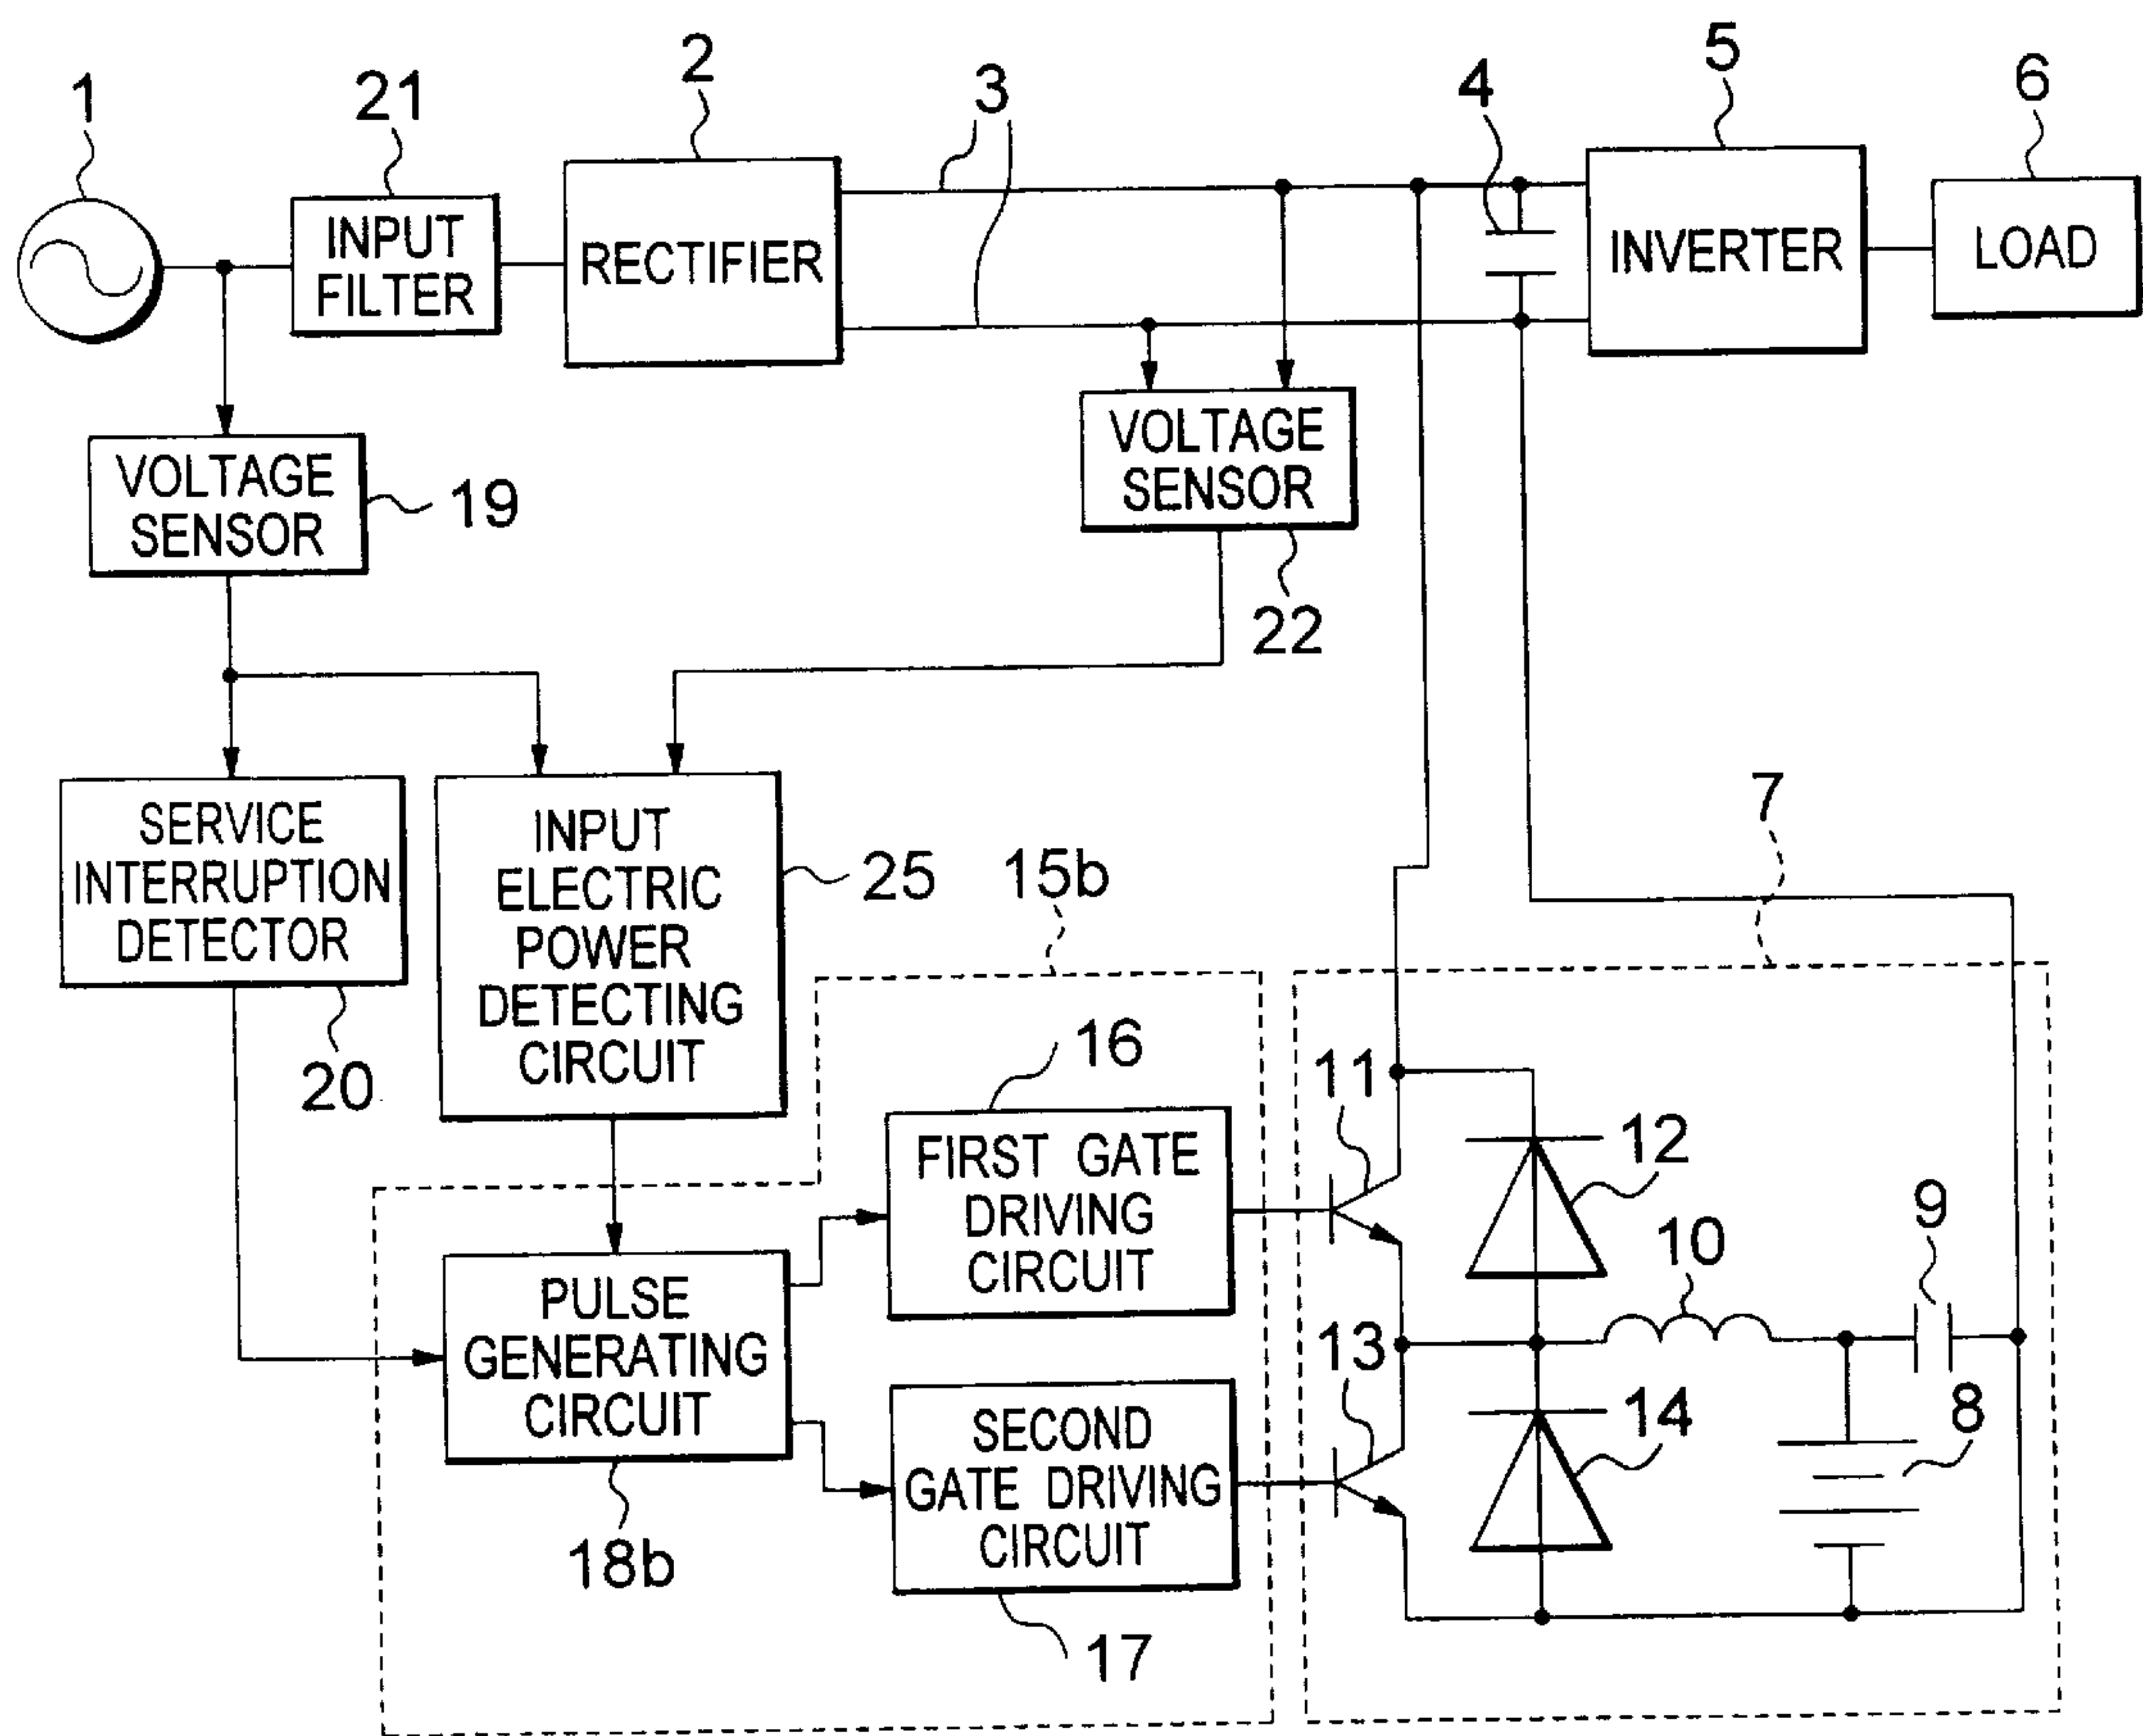 1
21
2
3
4
5
6
INPUT
FILTER
RECTIFIER
INVERTER
LOAD
VOLTAGE
SENSOR
19
VOLTAGE
SENSOR
22
7
SERVICE
INTERRUPTION
DETECTOR
20
INPUT
ELECTRIC
POWER
DETECTING
CIRCUIT
25
15b
16
11
12
FIRST GATE
DRIVING
CIRCUIT
10
9
PULSE
GENERATING
CIRCUIT
18b
13
14
8
SECOND
GATE DRIVING
CIRCUIT
17